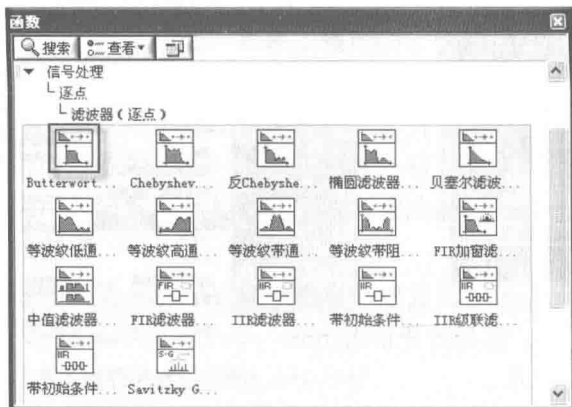 函数
搜索 查看
信号处理
逐点
滤波器（逐点）
Butterwort... Chebyshev... 反Chebyshe... 椭圆滤波器... 贝塞尔滤波...
等波纹低通... 等波纹高通... 等波纹带通... 等波纹带阻... FIR加窗滤...
FIR IIR IIR IIR
中值滤波器... FIR滤波器... IIR滤波器... 带初始条件... IIR级联滤...
IIR S-G
带初始条件... Savitzky G...